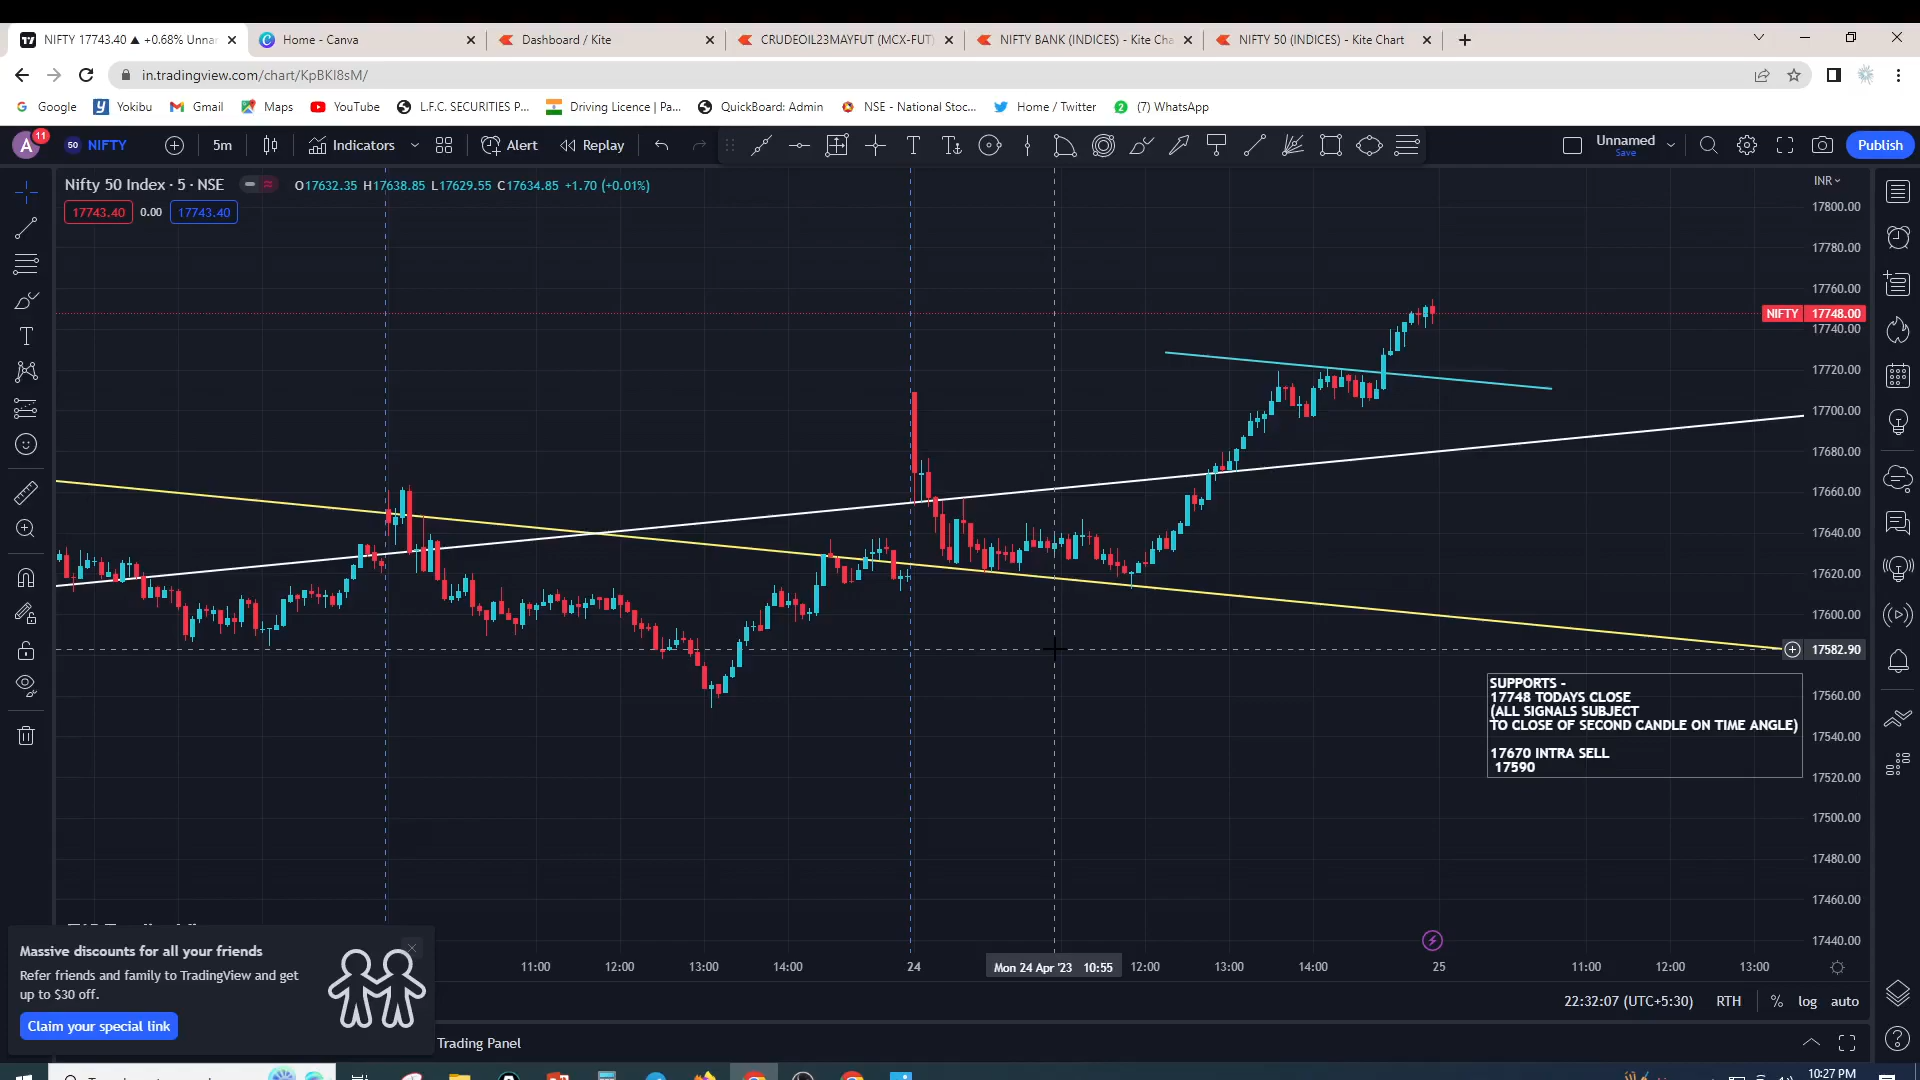 NIFTY 17743.40 ▲ +0.68% Unnar
Home - Canva
Dashboard / Kite
CRUDEOIL23MAYFUT (MCX-FUT)
NIFTY BANK (INDICES) - Kite Cha
NIFTY 50 (INDICES) - Kite Chart
in.tradingview.com/chart/KpBKI8sM/
Google
Yokibu
Gmail
Maps
YouTube
L.F.C. SECURITIES P...
Driving Licence | Pa...
QuickBoard: Admin
NSE - National Stoc...
Home / Twitter
(7) WhatsApp
A 11
50 NIFTY
5m
Indicators
Alert
Replay
Unnamed
Save
Publish
Nifty 50 Index · 5 · NSE
O17632.35 H17638.85 L17629.55 C17634.85 +1.70 (+0.01%)
17743.40 0.00 17743.40
INR
17800.00
17780.00
17760.00
NIFTY 17748.00
17740.00
17720.00
17700.00
17680.00
17660.00
17640.00
17620.00
17600.00
17582.90
17560.00
17540.00
17520.00
17500.00
17480.00
17460.00
17440.00
SUPPORTS -
17748 TODAYS CLOSE
(ALL SIGNALS SUBJECT
TO CLOSE OF SECOND CANDLE ON TIME ANGLE)
17670 INTRA SELL
17590
Massive discounts for all your friends
Refer friends and family to TradingView and get
up to $30 off.
Claim your special link
11:00 12:00 13:00 14:00 24 Mon 24 Apr '23 10:55 12:00 13:00 14:00 25 11:00 12:00 13:00
22:32:07 (UTC+5:30) RTH % log auto
Trading Panel
10:27 PM